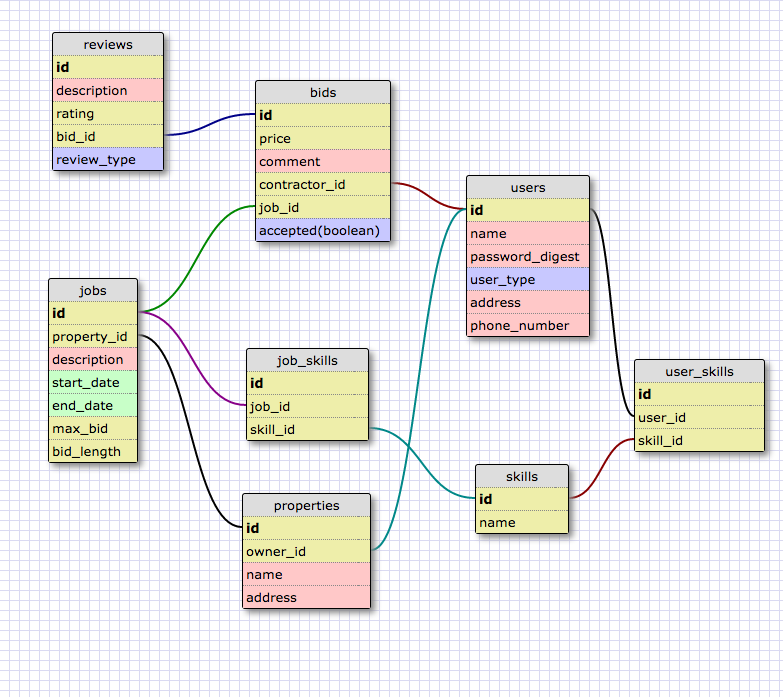 reviews
id
description
rating
bid_id
review_type
bids
id
price
comment
contractor_id
job_id
accepted(boolean)
users
id
name
password_digest
user_type
address
phone_number
jobs
id
property_id
description
start_date
end_date
max_bid
bid_length
job_skills
id
job_id
skill_id
user_skills
id
user_id
skill_id
skills
id
name
properties
id
owner_id
name
address